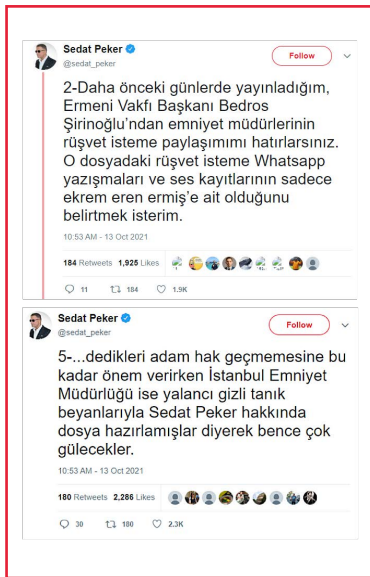 Sedat Peker
@sedat_peker
Follow
2-Daha önceki günlerde yayınladığım,
Ermeni Vakfı Başkanı Bedros
Şirinoğlu’ndan emniyet müdürlerinin
rüşvet isteme paylaşımımı hatırlarsınız.
O dosyadaki rüşvet isteme Whatsapp
yazışmaları ve ses kayıtlarının sadece
ekrem eren ermiş’e ait olduğunu
belirtmek isterim.
10:53 AM - 13 Oct 2021
184 Retweets 1,925 Likes
11 184 1.9K
Sedat Peker
@sedat_peker
Follow
5-...dedikleri adam hak geçmemesine bu
kadar önem verirken İstanbul Emniyet
Müdürlüğü ise yalancı gizli tanık
beyanlarıyla Sedat Peker hakkında
dosya hazırlamışlar diyerek bence çok
gülecekler.
10:53 AM - 13 Oct 2021
180 Retweets 2,286 Likes
30 180 2.3K